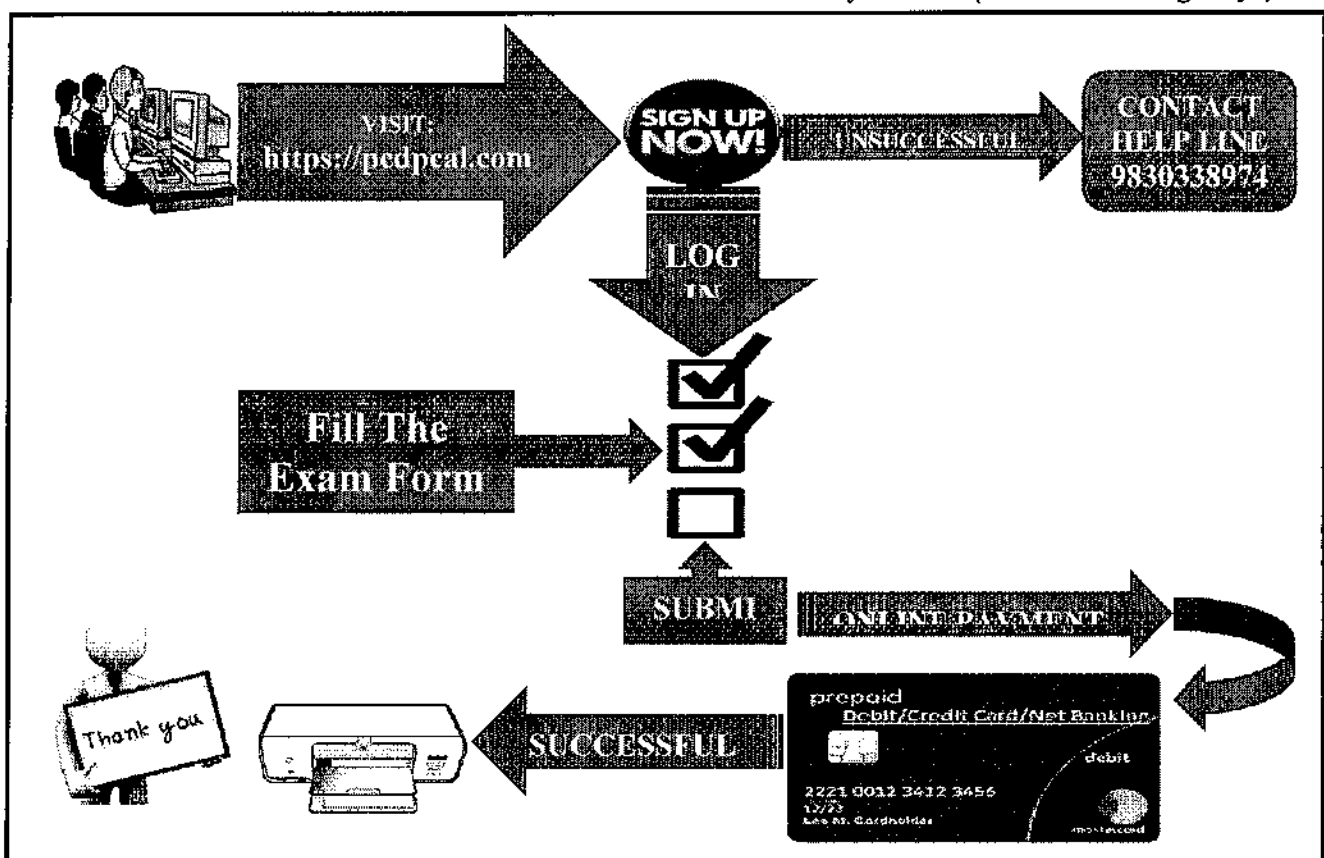 VISIT:
https://pcdpcal.com
SIGN UP
NOW!
UNSUCCESSFUL
CONTACT
HELP LINE
9830338974
LOG
IN
Fill The
Exam Form
SUBMI
ONLINE PAYMENT
prepaid
Debit/Credit Card/Net Banking
debit
2221 0012 3412 3456
12/23
Lee M. Cardholder
mastercard
SUCCESSFUL
Thank you